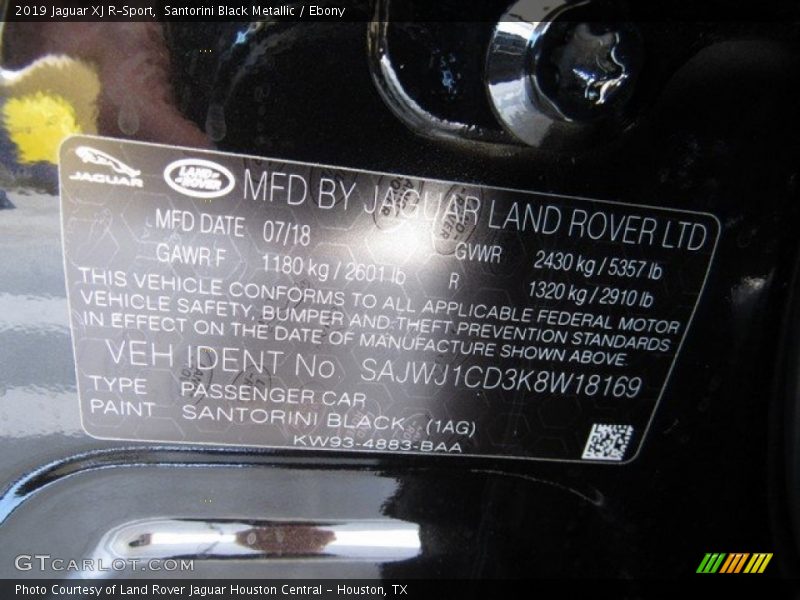 2019 Jaguar XJ R-Sport, Santorini Black Metallic / Ebony
JAGUAR
LAND ROVER
MFD BY JAGUAR LAND ROVER LTD
MFD DATE 07/18 GWR 2430 kg / 5357 lb
GAWR F 1180 kg / 2601 lb R 1320 kg / 2910 lb
THIS VEHICLE CONFORMS TO ALL APPLICABLE FEDERAL MOTOR
VEHICLE SAFETY, BUMPER AND THEFT PREVENTION STANDARDS
IN EFFECT ON THE DATE OF MANUFACTURE SHOWN ABOVE.
VEH IDENT No SAJWJ1CD3K8W18169
TYPE PASSENGER CAR
PAINT SANTORINI BLACK (1AG)
KW93-4883-BAA
GTcarlot.com
Photo Courtesy of Land Rover Jaguar Houston Central - Houston, TX